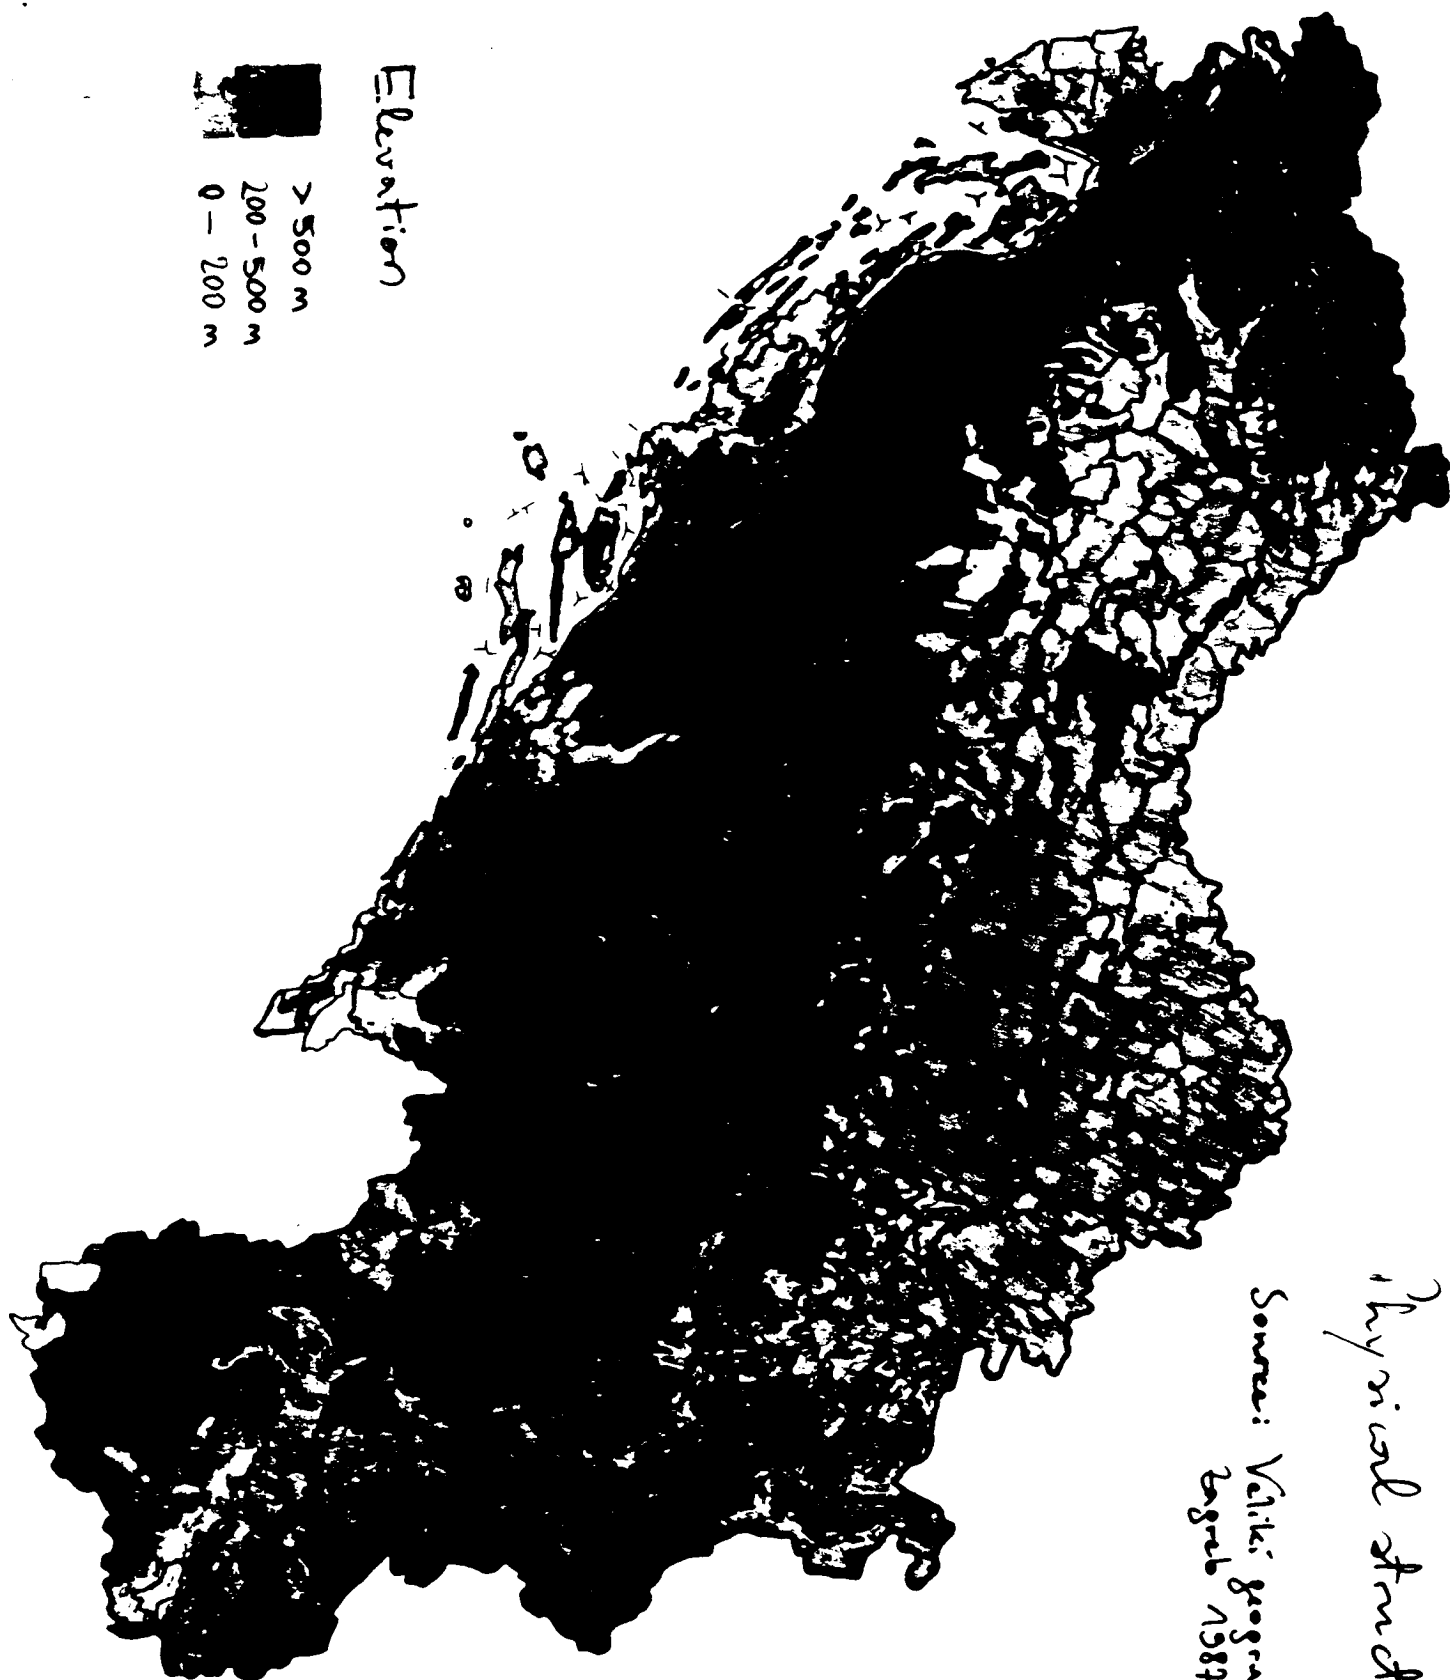 Physical struct
Source: Veliki geogra
Zagreb 1987
Elevation
> 500 m
200 - 500 m
0 - 200 m